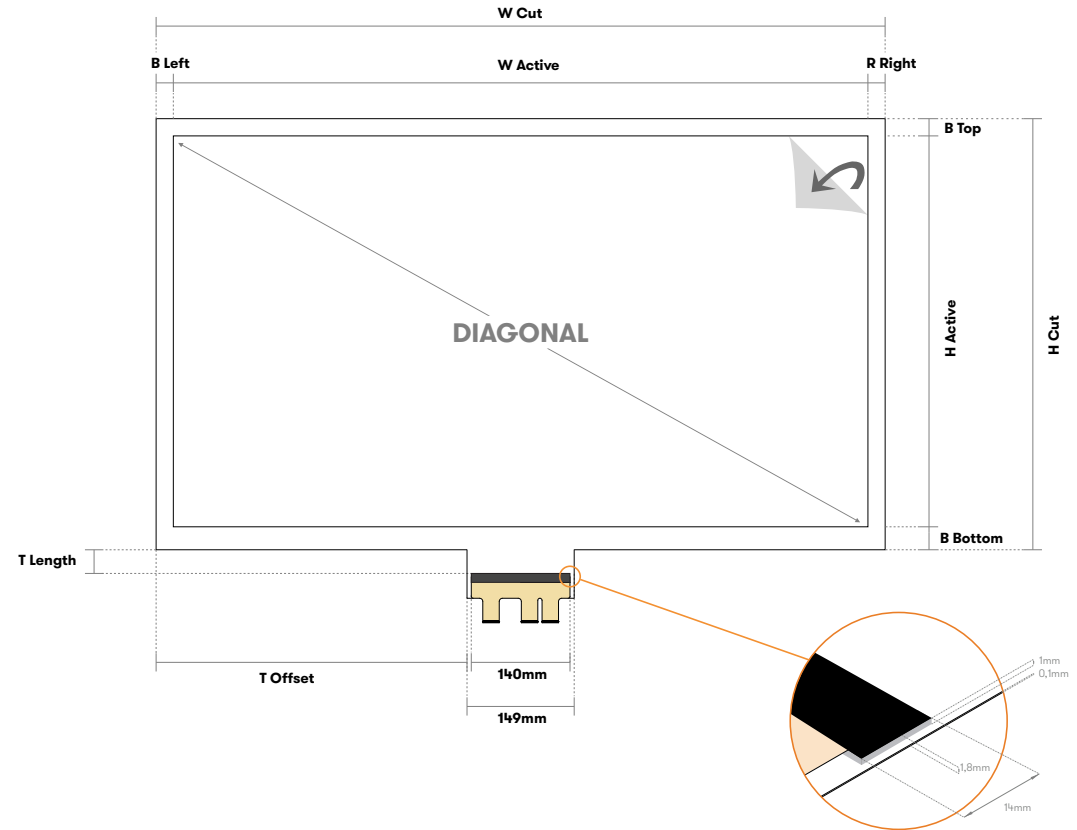 W Cut
B Left
W Active
R Right
B Top
DIAGONAL
H Active
H Cut
B Bottom
T Length
T Offset
140mm
149mm
1mm
0,1mm
1,8mm
14mm